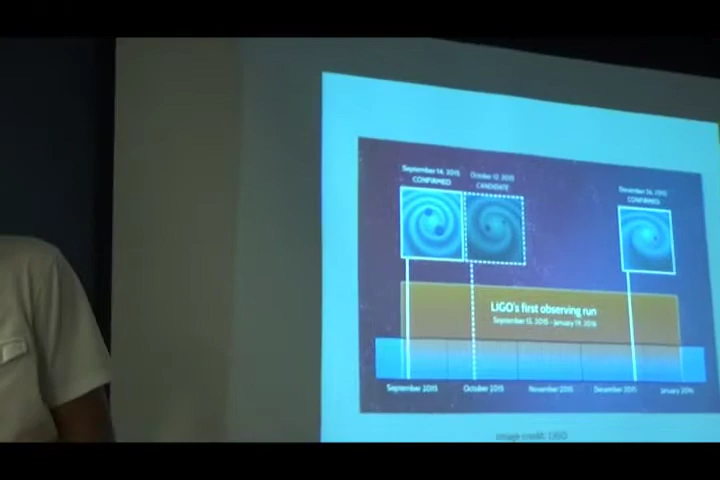 September 14, 2015
CONFIRMED
October 12, 2015
CANDIDATE
December 26, 2015
CONFIRMED
LIGO's first observing run
September 12, 2015 - January 19, 2016
September 2015
October 2015
November 2015
December 2015
January 2016
Image credit: LIGO